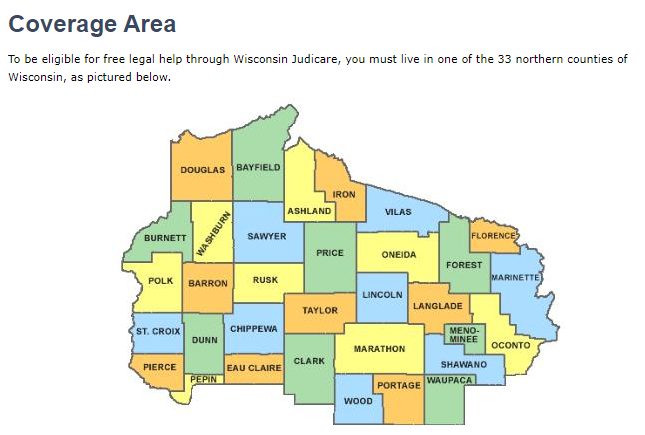 Coverage Area
To be eligible for free legal help through Wisconsin Judicare, you must live in one of the 33 northern counties of
Wisconsin, as pictured below.
DOUGLAS
BAYFIELD
IRON
ASHLAND
VILAS
BURNETT
WASHBURN
SAWYER
FLORENCE
PRICE
ONEIDA
FOREST
MARINETTE
POLK
BARRON
RUSK
LINCOLN
LANGLADE
TAYLOR
ST. CROIX
DUNN
CHIPPEWA
MENO-
MINEE
OCONTO
MARATHON
CLARK
SHAWANO
PIERCE
EAU CLAIRE
PEPIN
PORTAGE
WAUPACA
WOOD